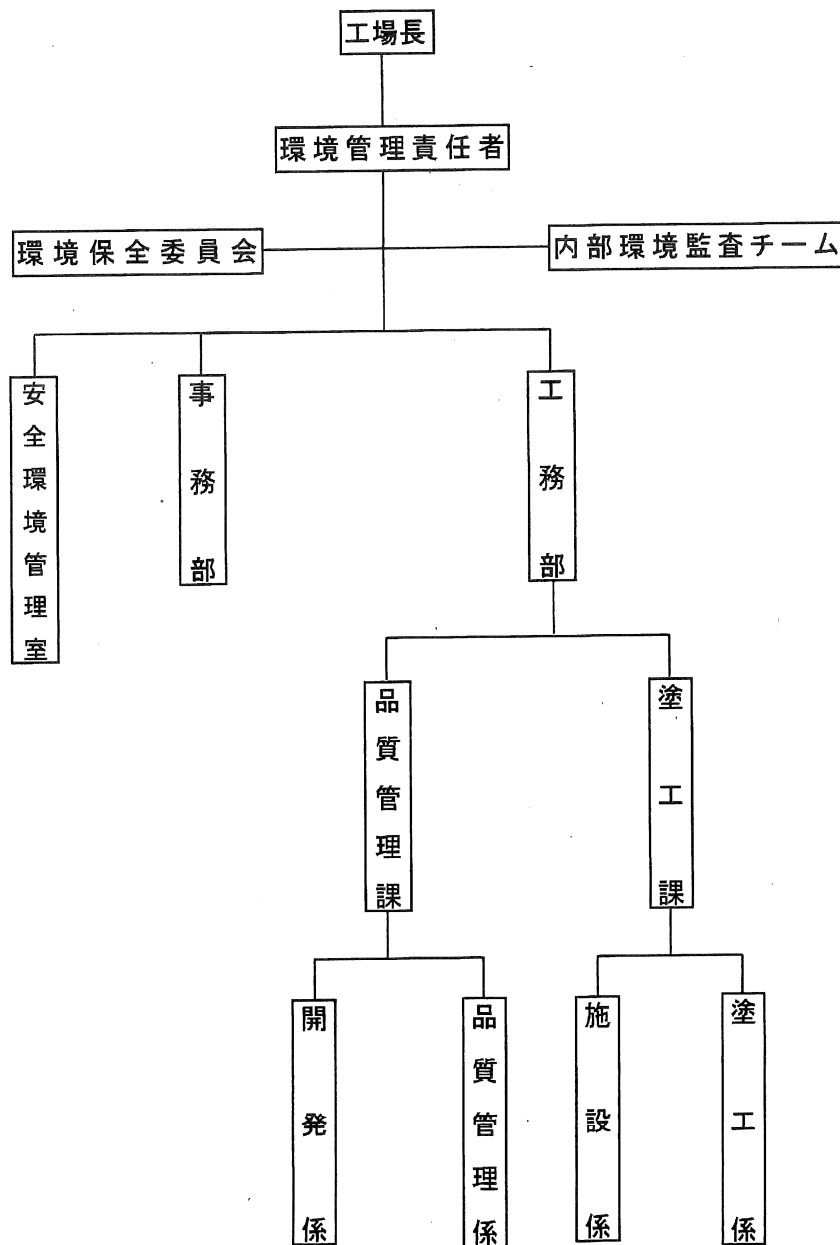 工場長
環境管理責任者
環境保全委員会
内部環境監査チーム
安全環境管理室
事務部
工務部
品質管理課
塗工課
開発係
品質管理係
施設係
塗工係